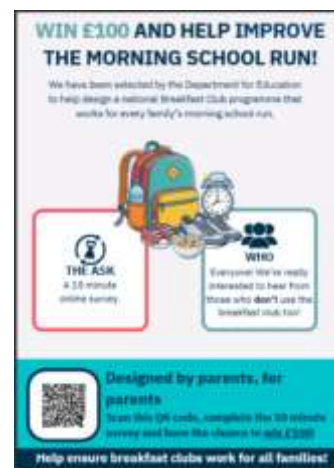 WIN £100 AND HELP IMPROVE
THE MORNING SCHOOL RUN!
We have been selected by the Department for Education
to help design a national Breakfast Club programme that
works for every family's morning school run.
THE ASK
A 10 minute
online survey.
WHO
Everyone! We're really
interested to hear from
those who don't use the
breakfast club too!
Designed by parents, for
parents
Scan this QR code, complete the 10 minute
survey and have the chance to win £100!
Help ensure breakfast clubs work for all families!